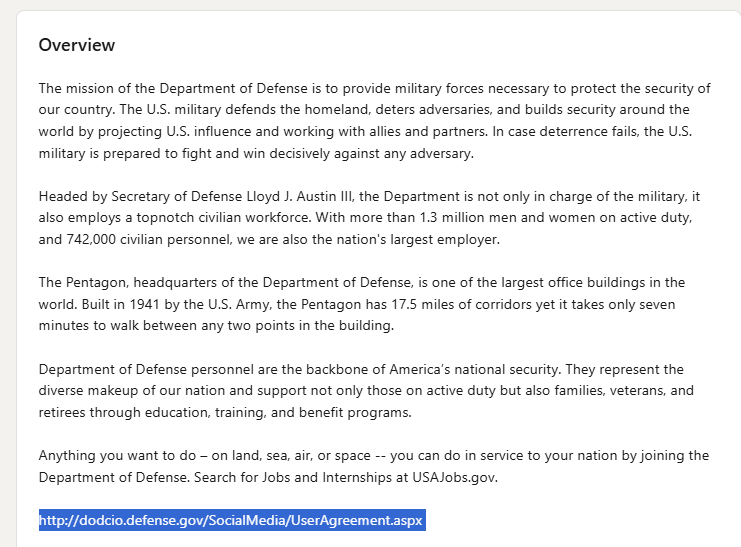 Overview
The mission of the Department of Defense is to provide military forces necessary to protect the security of
our country. The U.S. military defends the homeland, deters adversaries, and builds security around the
world by projecting U.S. influence and working with allies and partners. In case deterrence fails, the U.S.
military is prepared to fight and win decisively against any adversary.
Headed by Secretary of Defense Lloyd J. Austin III, the Department is not only in charge of the military, it
also employs a topnotch civilian workforce. With more than 1.3 million men and women on active duty,
and 742,000 civilian personnel, we are also the nation's largest employer.
The Pentagon, headquarters of the Department of Defense, is one of the largest office buildings in the
world. Built in 1941 by the U.S. Army, the Pentagon has 17.5 miles of corridors yet it takes only seven
minutes to walk between any two points in the building.
Department of Defense personnel are the backbone of America’s national security. They represent the
diverse makeup of our nation and support not only those on active duty but also families, veterans, and
retirees through education, training, and benefit programs.
Anything you want to do – on land, sea, air, or space -- you can do in service to your nation by joining the
Department of Defense. Search for Jobs and Internships at USAJobs.gov.
http://dodcio.defense.gov/SocialMedia/UserAgreement.aspx